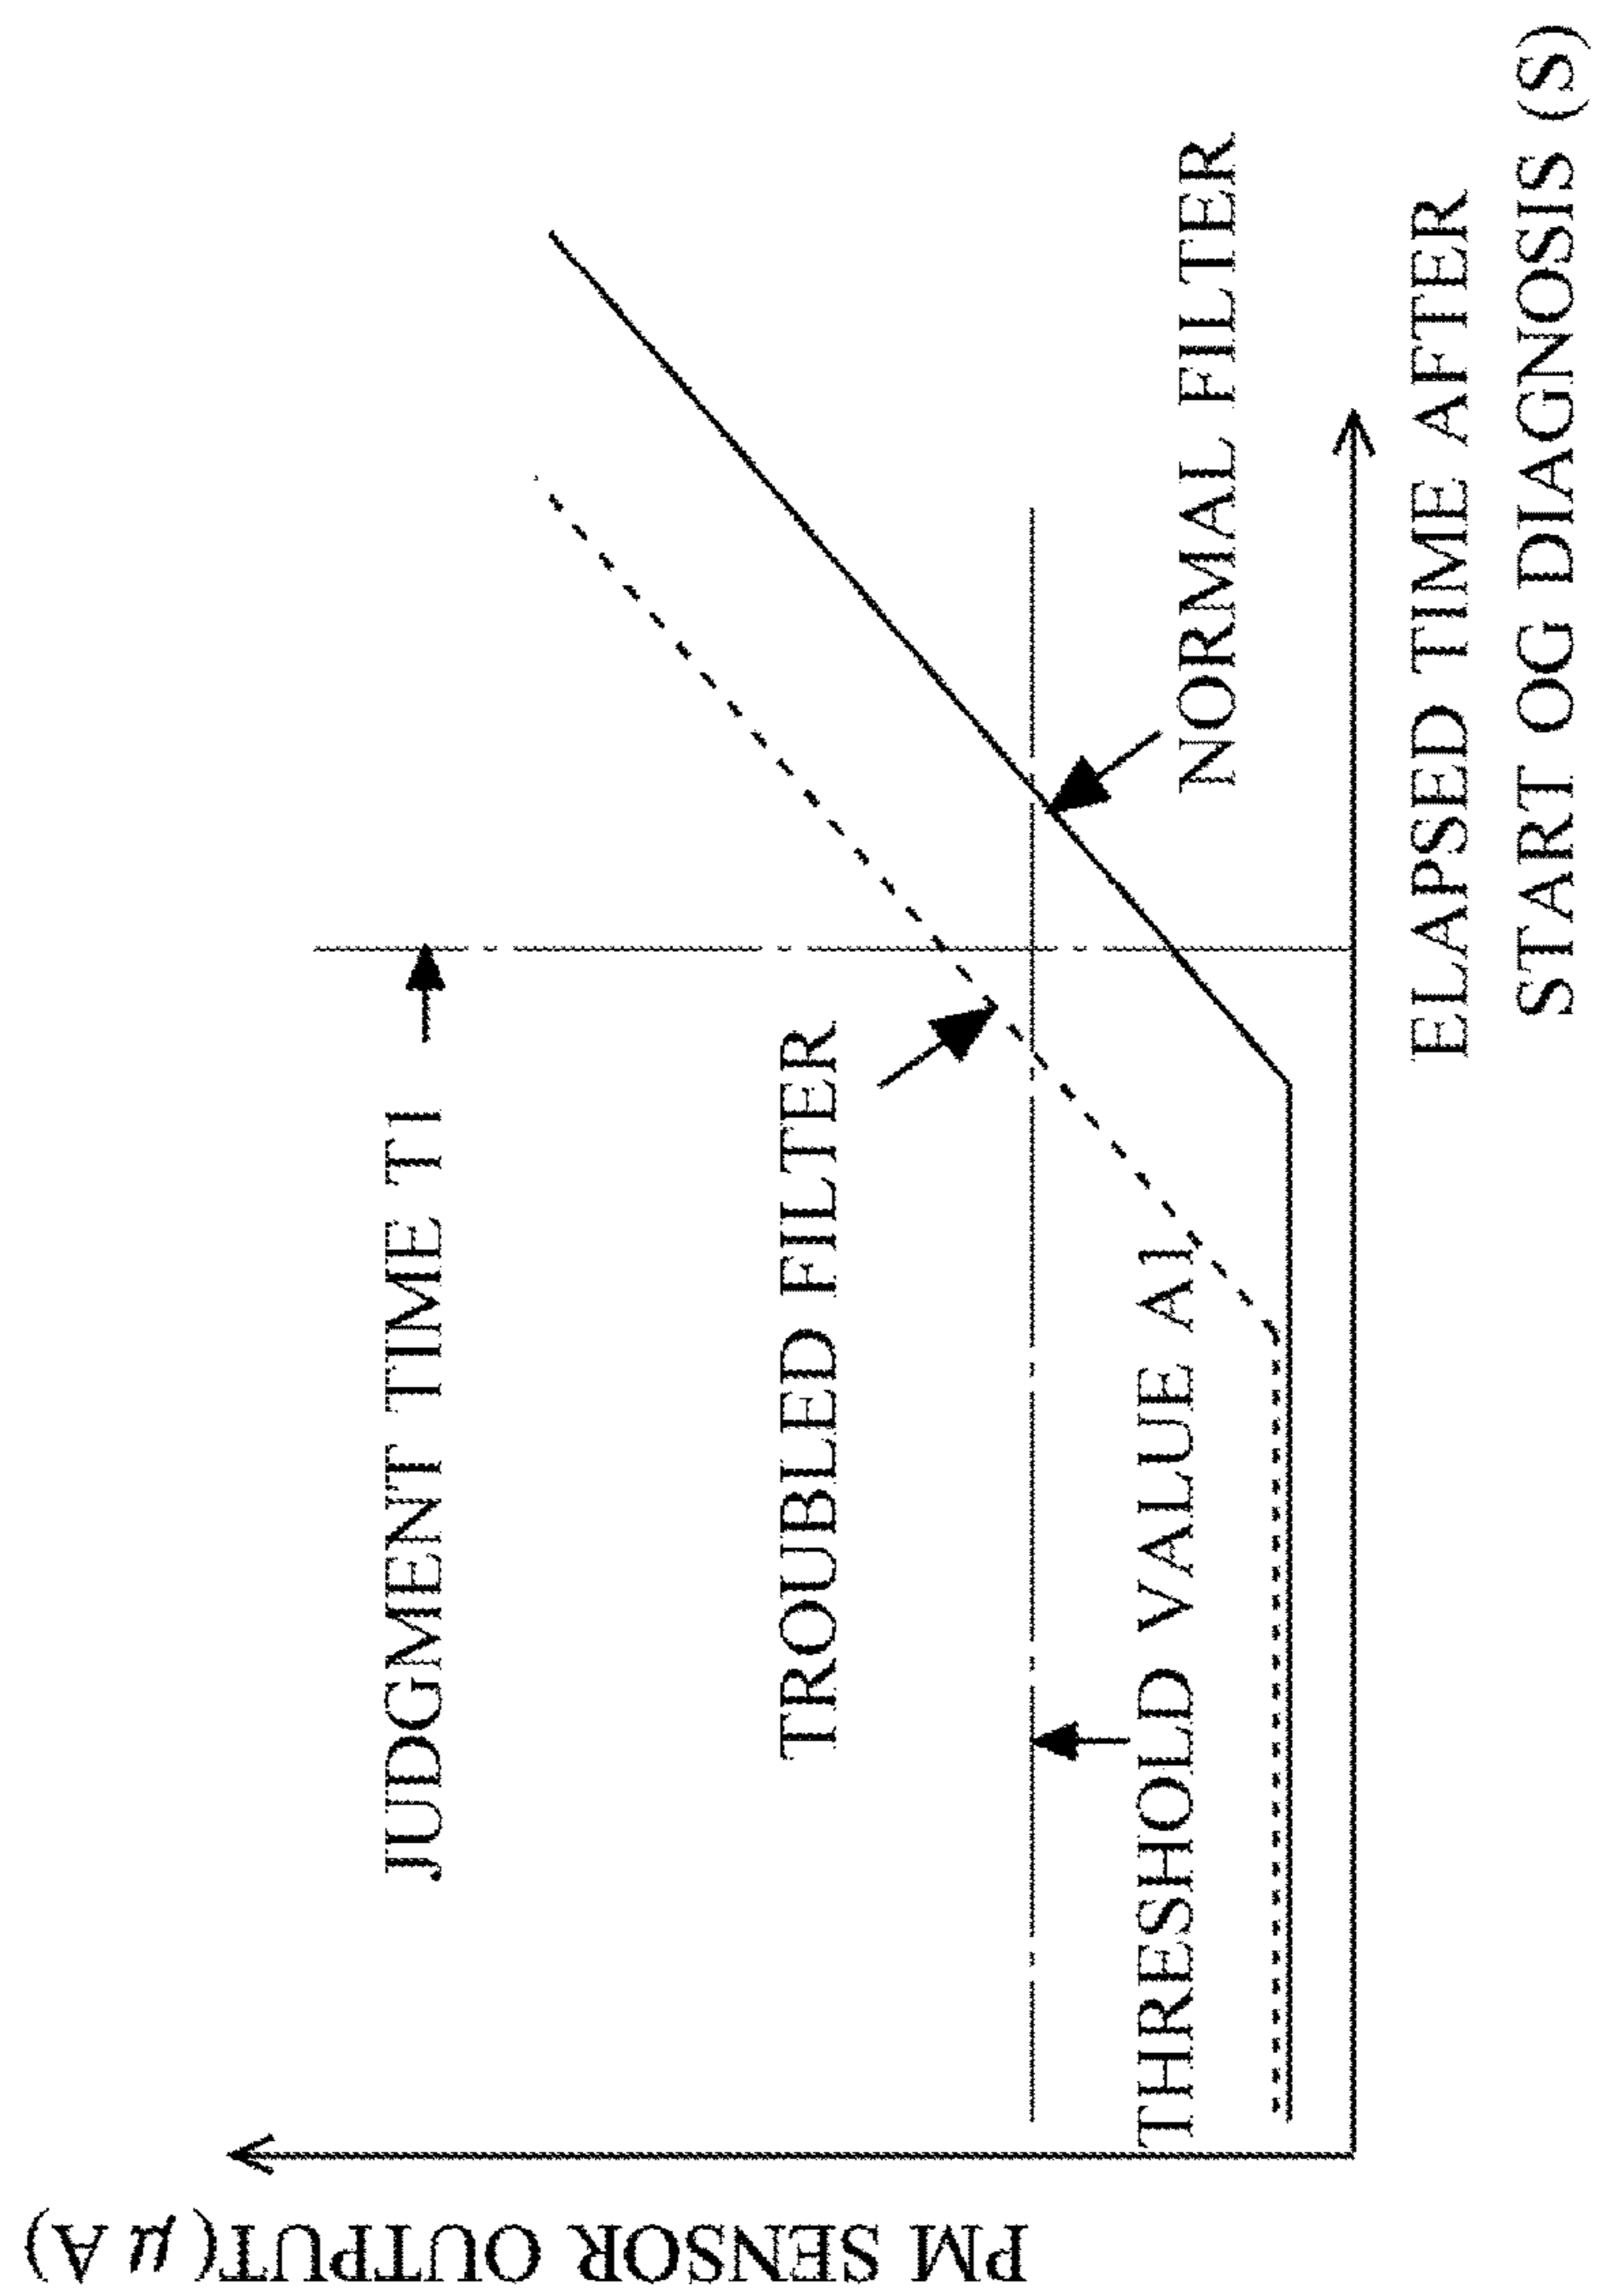 PM SENSOR OUTPUT(μA)
JUDGMENT TIME T1
TROUBLED FILTER
THRESHOLD VALUE A1
NORMAL FILTER
ELAPSED TIME AFTER
START OG DIAGNOSIS (S)